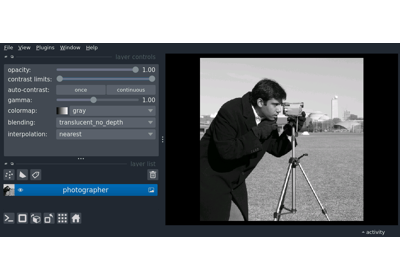 File View Plugins Window Help
layer controls
opacity: 1.00
contrast limits:
auto-contrast: once continuous
gamma: 1.00
colormap: gray
blending: translucent_no_depth
interpolation: nearest
layer list
photographer
activity